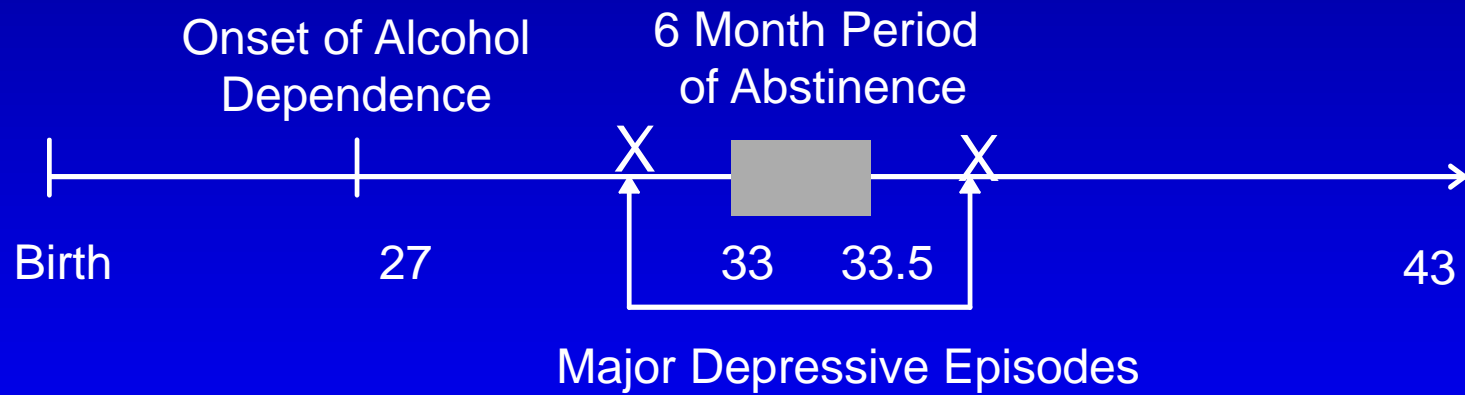 Onset of Alcohol
Dependence
6 Month Period
of Abstinence
X
X
Birth
27
33
33.5
43
Major Depressive Episodes